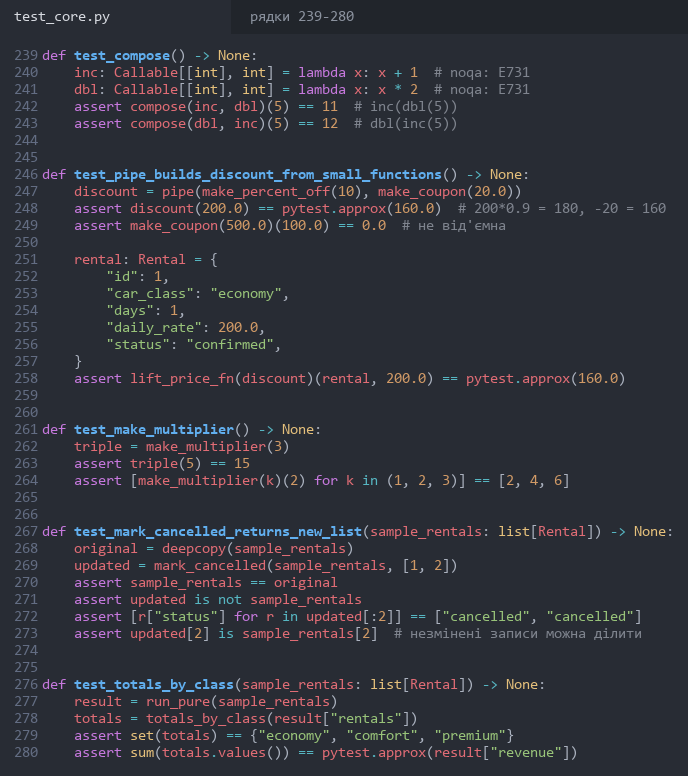 test_core.py рядки 239-280
239 def test_compose() -> None:
240     inc: Callable[[int], int] = lambda x: x + 1  # noqa: E731
241     dbl: Callable[[int], int] = lambda x: x * 2  # noqa: E731
242     assert compose(inc, dbl)(5) == 11  # inc(dbl(5))
243     assert compose(dbl, inc)(5) == 12  # dbl(inc(5))
244
245
246 def test_pipe_builds_discount_from_small_functions() -> None:
247     discount = pipe(make_percent_off(10), make_coupon(20.0))
248     assert discount(200.0) == pytest.approx(160.0)  # 200*0.9 = 180, -20 = 160
249     assert make_coupon(500.0)(100.0) == 0.0  # не від'ємна
250
251     rental: Rental = {
252         "id": 1,
253         "car_class": "economy",
254         "days": 1,
255         "daily_rate": 200.0,
256         "status": "confirmed",
257     }
258     assert lift_price_fn(discount)(rental, 200.0) == pytest.approx(160.0)
259
260
261 def test_make_multiplier() -> None:
262     triple = make_multiplier(3)
263     assert triple(5) == 15
264     assert [make_multiplier(k)(2) for k in (1, 2, 3)] == [2, 4, 6]
265
266
267 def test_mark_cancelled_returns_new_list(sample_rentals: list[Rental]) -> None:
268     original = deepcopy(sample_rentals)
269     updated = mark_cancelled(sample_rentals, [1, 2])
270     assert sample_rentals == original
271     assert updated is not sample_rentals
272     assert [r["status"] for r in updated[:2]] == ["cancelled", "cancelled"]
273     assert updated[2] is sample_rentals[2]  # незмінені записи можна ділити
274
275
276 def test_totals_by_class(sample_rentals: list[Rental]) -> None:
277     result = run_pure(sample_rentals)
278     totals = totals_by_class(result["rentals"])
279     assert set(totals) == {"economy", "comfort", "premium"}
280     assert sum(totals.values()) == pytest.approx(result["revenue"])